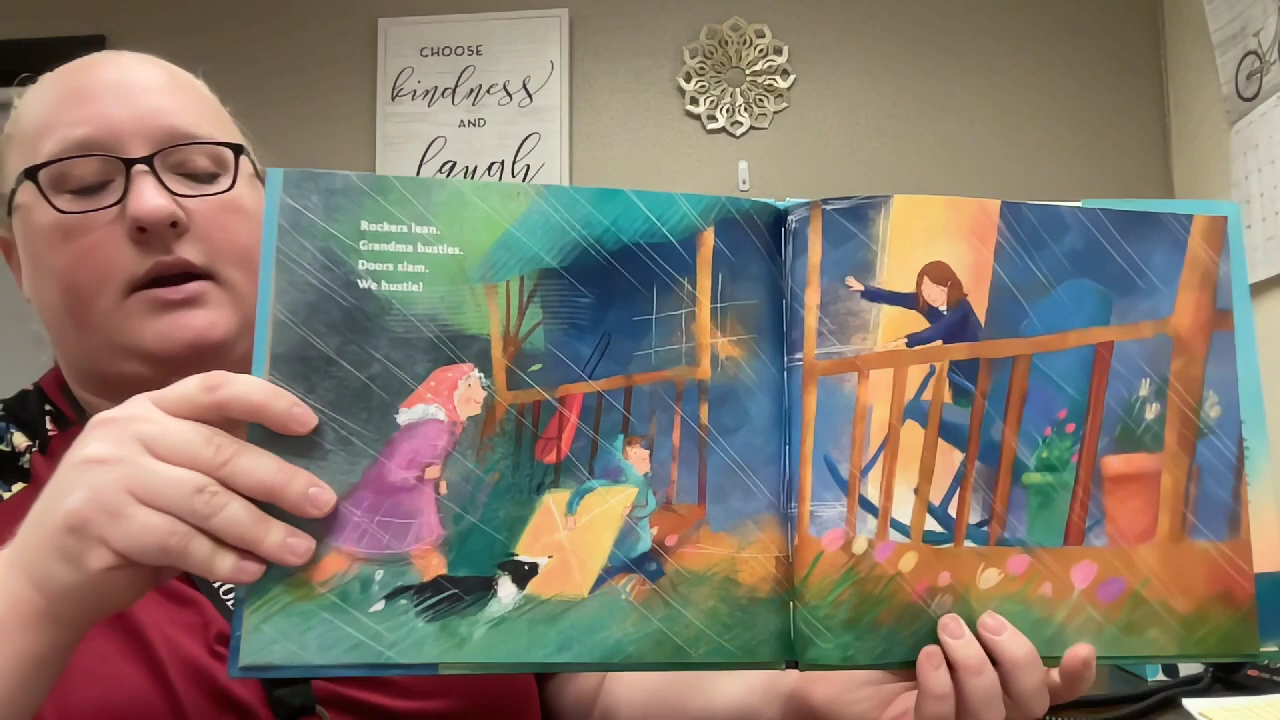 CHOOSE
kindness
AND
laugh
Rockers lean.
Grandma bustles.
Doors slam.
We hustle!